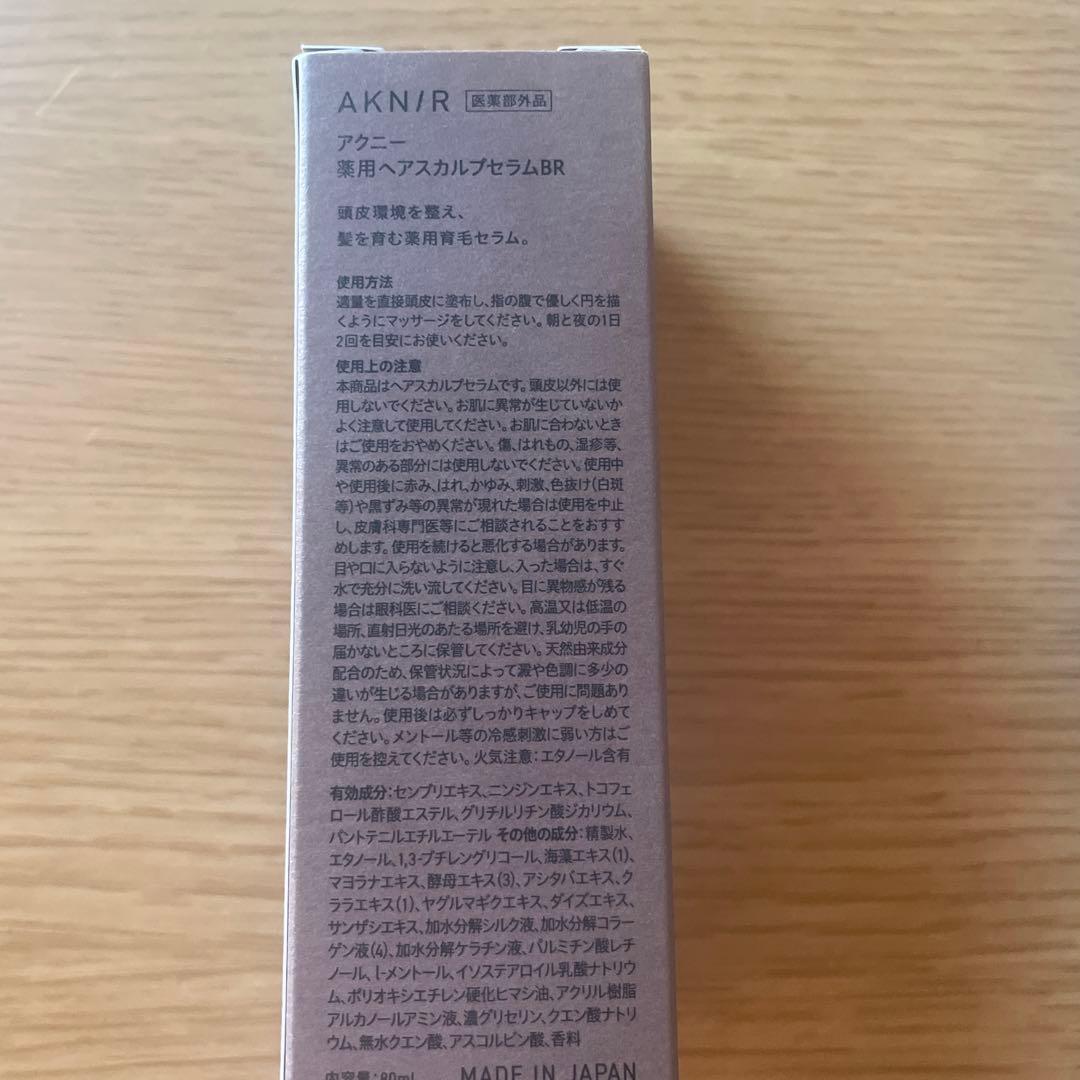 AKNIR 医薬部外品
アクニー
薬用ヘアスカルプセラムBR
頭皮環境を整え、
髪を育む薬用育毛セラム。
使用方法
適量を直接頭皮に塗布し、指の腹で優しく円を描
くようにマッサージをしてください。朝と夜の1日
2回を目安にお使いください。
使用上の注意
本商品はヘアスカルプセラムです。頭皮以外には使
用しないでください。お肌に異常が生じていないか
よく注意して使用してください。お肌に合わないとき
はご使用をおやめください。傷、はれもの、湿疹等、
異常のある部分には使用しないでください。使用中
や使用後に赤み、はれ、かゆみ、刺激、色抜け(白斑
等)や黒ずみ等の異常が現れた場合は使用を中止
し、皮膚科専門医等にご相談されることをおすす
めします。使用を続けると悪化する場合があります。
目や口に入らないように注意し、入った場合は、すぐ
水で充分に洗い流してください。目に異物感が残る
場合は眼科医にご相談ください。高温又は低温の
場所、直射日光のあたる場所を避け、乳幼児の手の
届かないところに保管してください。天然由来成分
配合のため、保管状況によって澱や色調に多少の
違いが生じる場合がありますが、ご使用に問題あり
ません。使用後は必ずしっかりキャップをしめて
ください。メントール等の冷感刺激に弱い方はご
使用を控えてください。火気注意：エタノール含有
有効成分：センブリエキス、ニンジンエキス、トコフェ
ロール酢酸エステル、グリチルリチン酸ジカリウム、
パントテニルエチルエーテル その他の成分：精製水、
エタノール、1,3-ブチレングリコール、海藻エキス(1)、
マヨラナエキス、酵母エキス(3)、アシタバエキス、ク
ララエキス(1)、ヤグルマギクエキス、ダイズエキス、
サンザシエキス、加水分解シルク液、加水分解コラー
ゲン液(4)、加水分解ケラチン液、パルミチン酸レチ
ノール、l-メントール、イソステアロイル乳酸ナトリウ
ム、ポリオキシエチレン硬化ヒマシ油、アクリル樹脂
アルカノールアミン液、濃グリセリン、クエン酸ナトリ
ウム、無水クエン酸、アスコルビン酸、香料
内容量：80mL MADE IN JAPAN